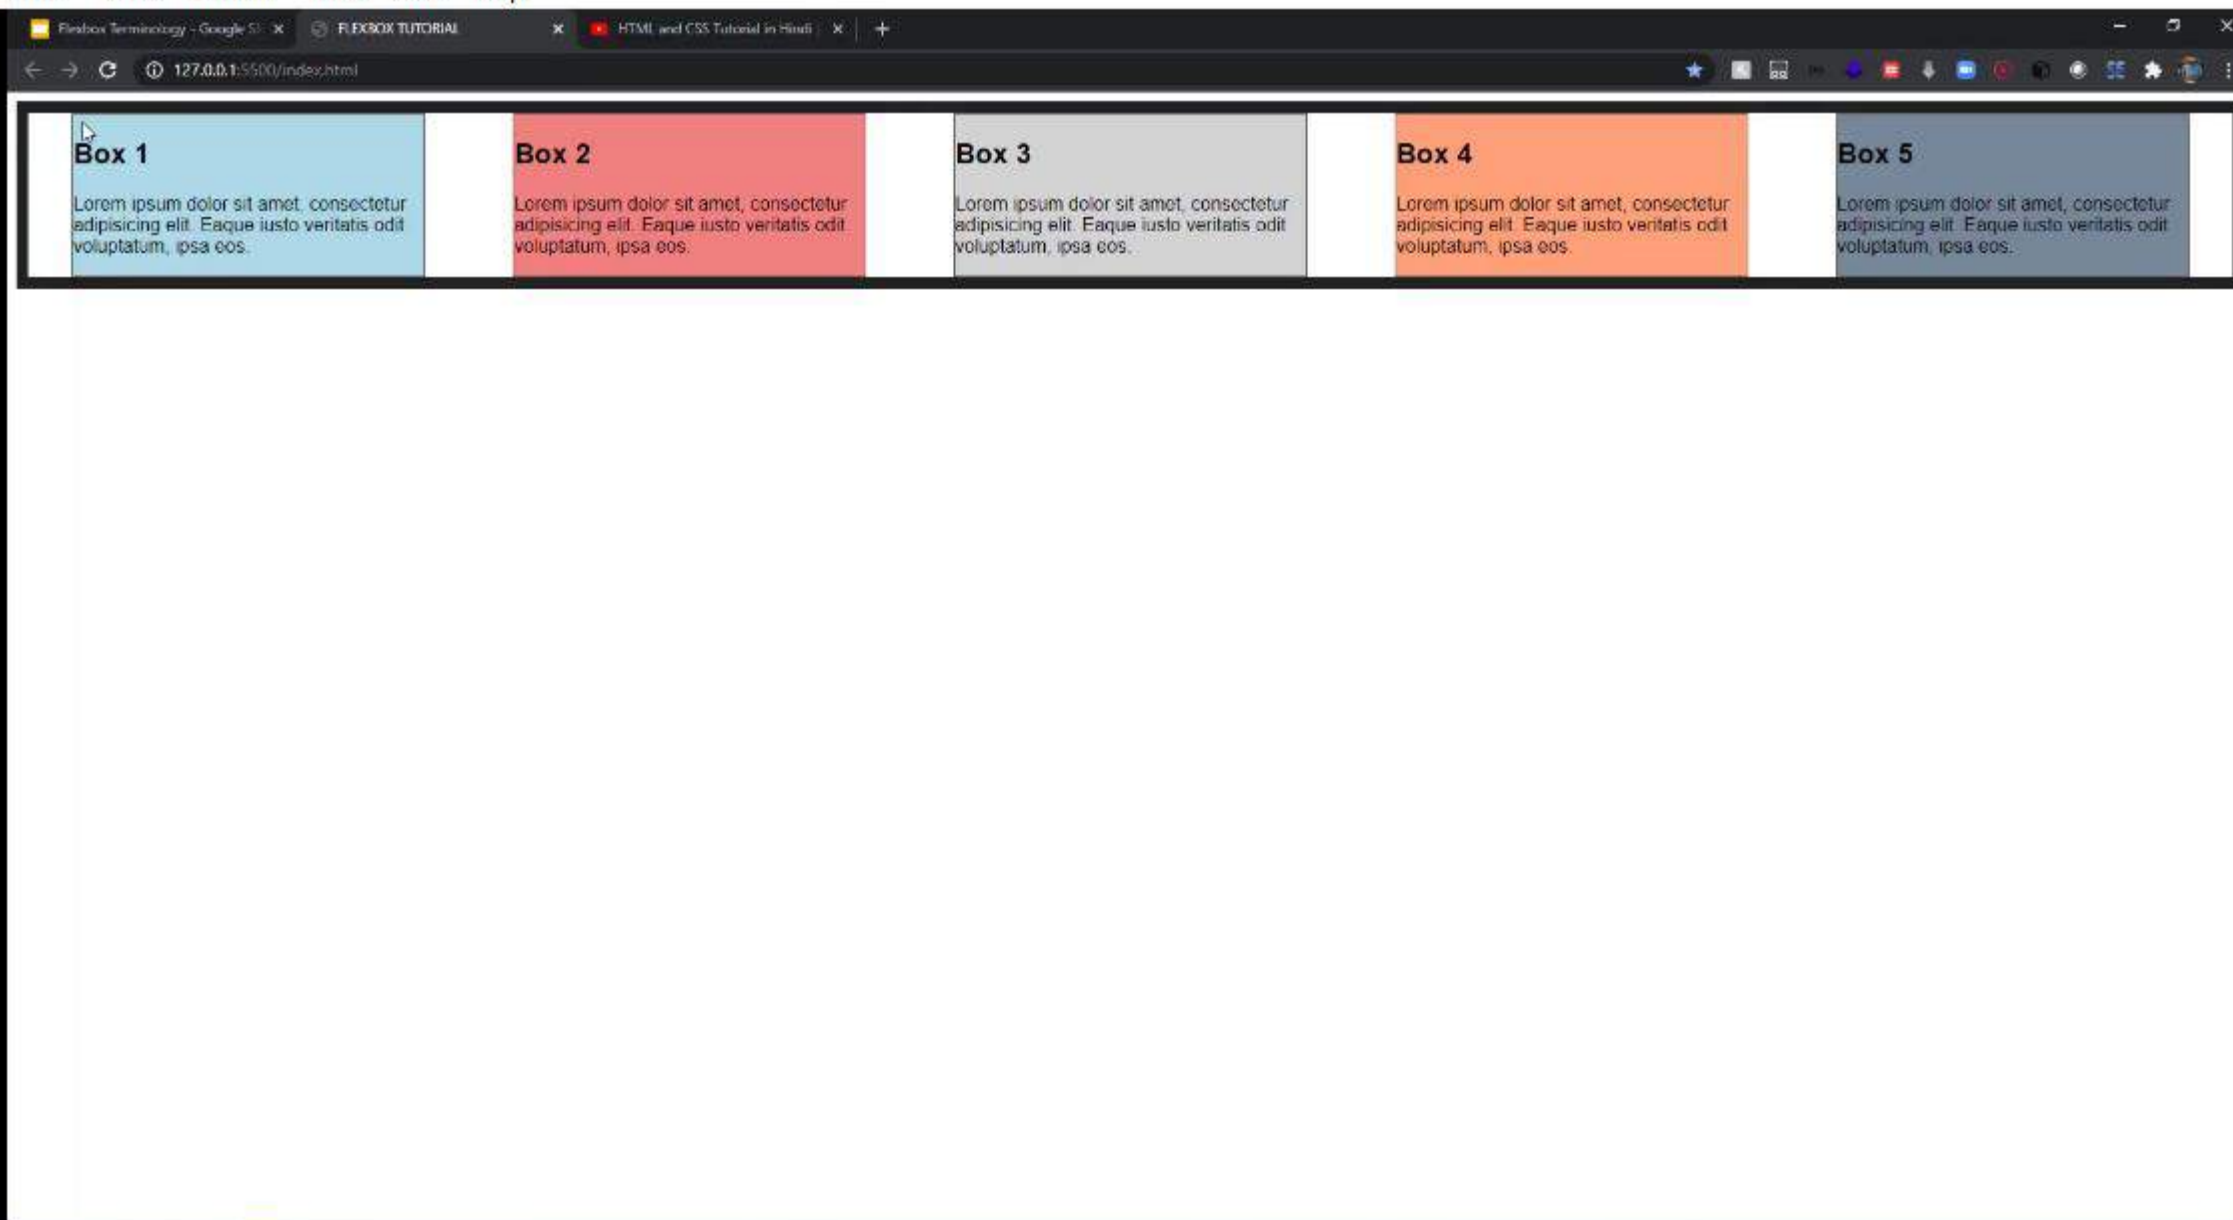 Flexbox Terminology - Google S
FLEXBOX TUTORIAL
HTML and CSS Tutorial in Hindi
127.0.0.1:5500/index.html
Box 1
Lorem ipsum dolor sit amet, consectetur
adipisicing elit. Eaque iusto veritatis odit
voluptatum, ipsa eos.
Box 2
Lorem ipsum dolor sit amet, consectetur
adipisicing elit. Eaque iusto veritatis odit
voluptatum, ipsa eos.
Box 3
Lorem ipsum dolor sit amet, consectetur
adipisicing elit. Eaque iusto veritatis odit
voluptatum, ipsa eos.
Box 4
Lorem ipsum dolor sit amet, consectetur
adipisicing elit. Eaque iusto veritatis odit
voluptatum, ipsa eos.
Box 5
Lorem ipsum dolor sit amet, consectetur
adipisicing elit. Eaque iusto veritatis odit
voluptatum, ipsa eos.